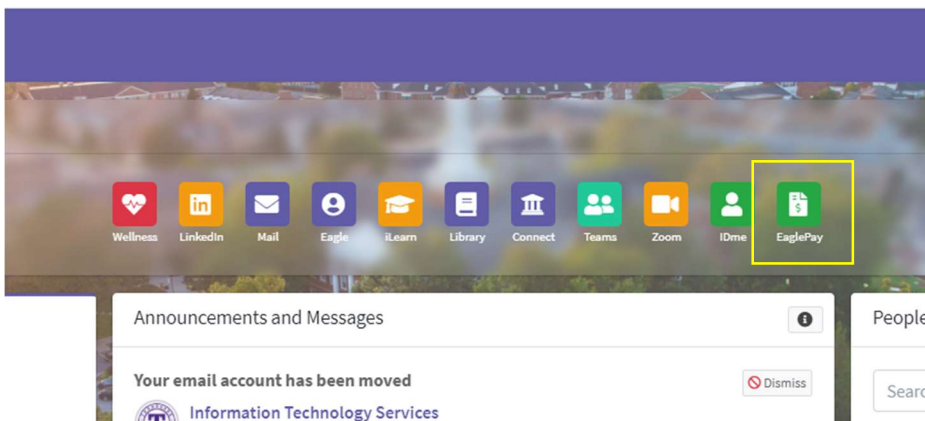 Wellness LinkedIn Mail Eagle iLearn Library Connect Teams Zoom IDme EaglePay
Announcements and Messages
People
Your email account has been moved
Dismiss
Information Technology Services